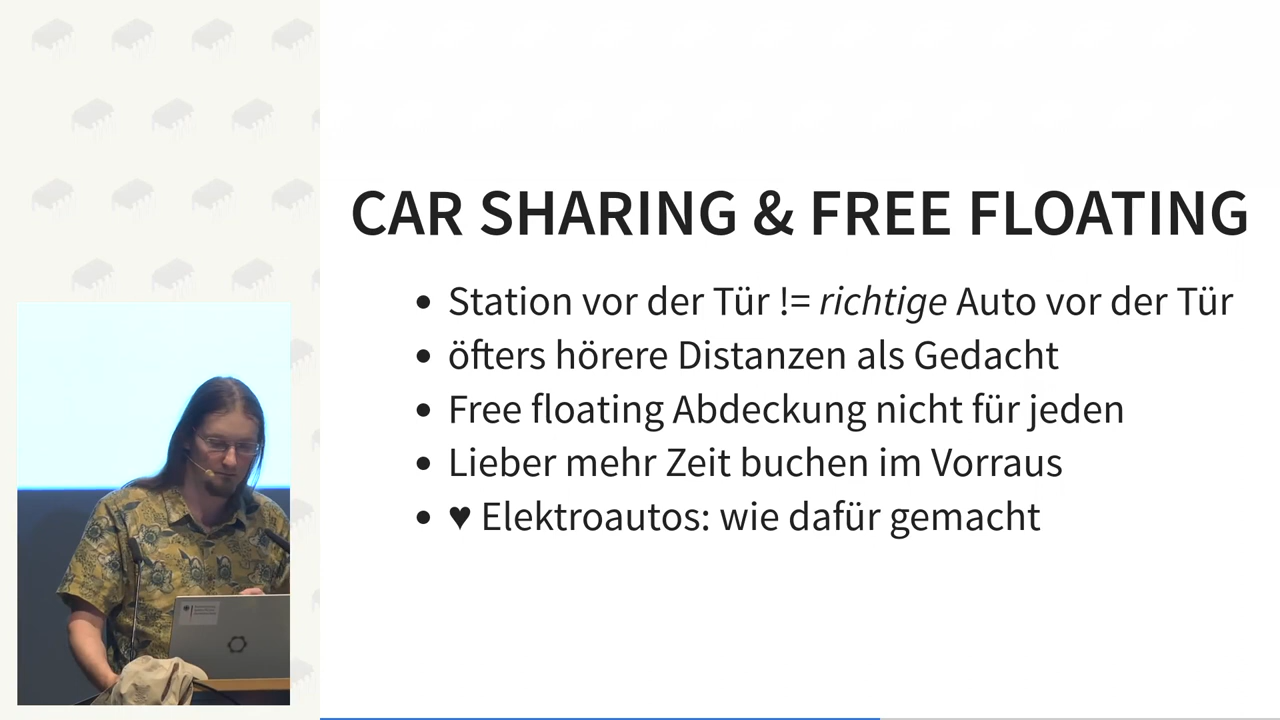 CAR SHARING & FREE FLOATING
• Station vor der Tür != richtige Auto vor der Tür
• öfters hörere Distanzen als Gedacht
• Free floating Abdeckung nicht für jeden
• Lieber mehr Zeit buchen im Vorraus
• ♥ Elektroautos: wie dafür gemacht